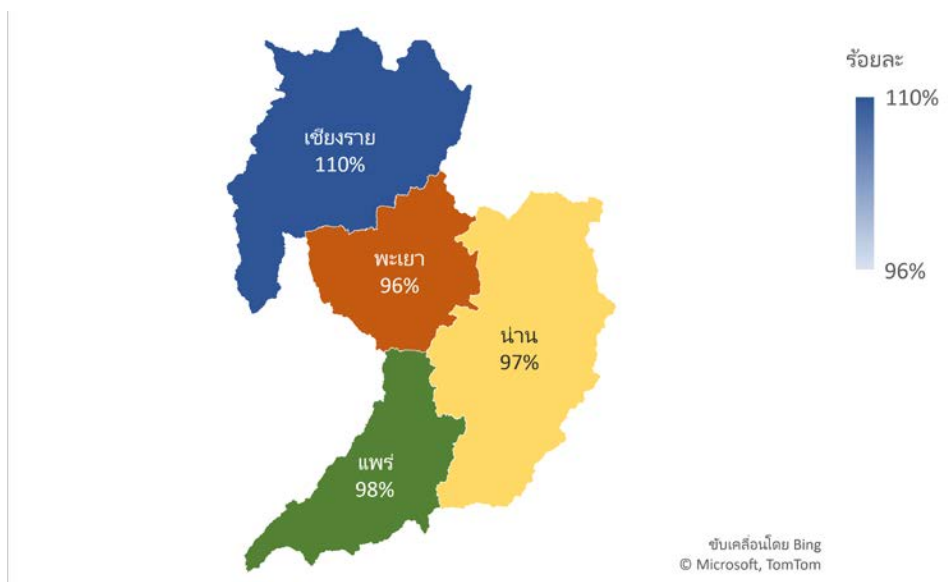 ร้อยละ
110%
96%
เชียงราย
110%
พะเยา
96%
น่าน
97%
แพร่
98%
ขับเคลื่อนโดย Bing
© Microsoft, TomTom